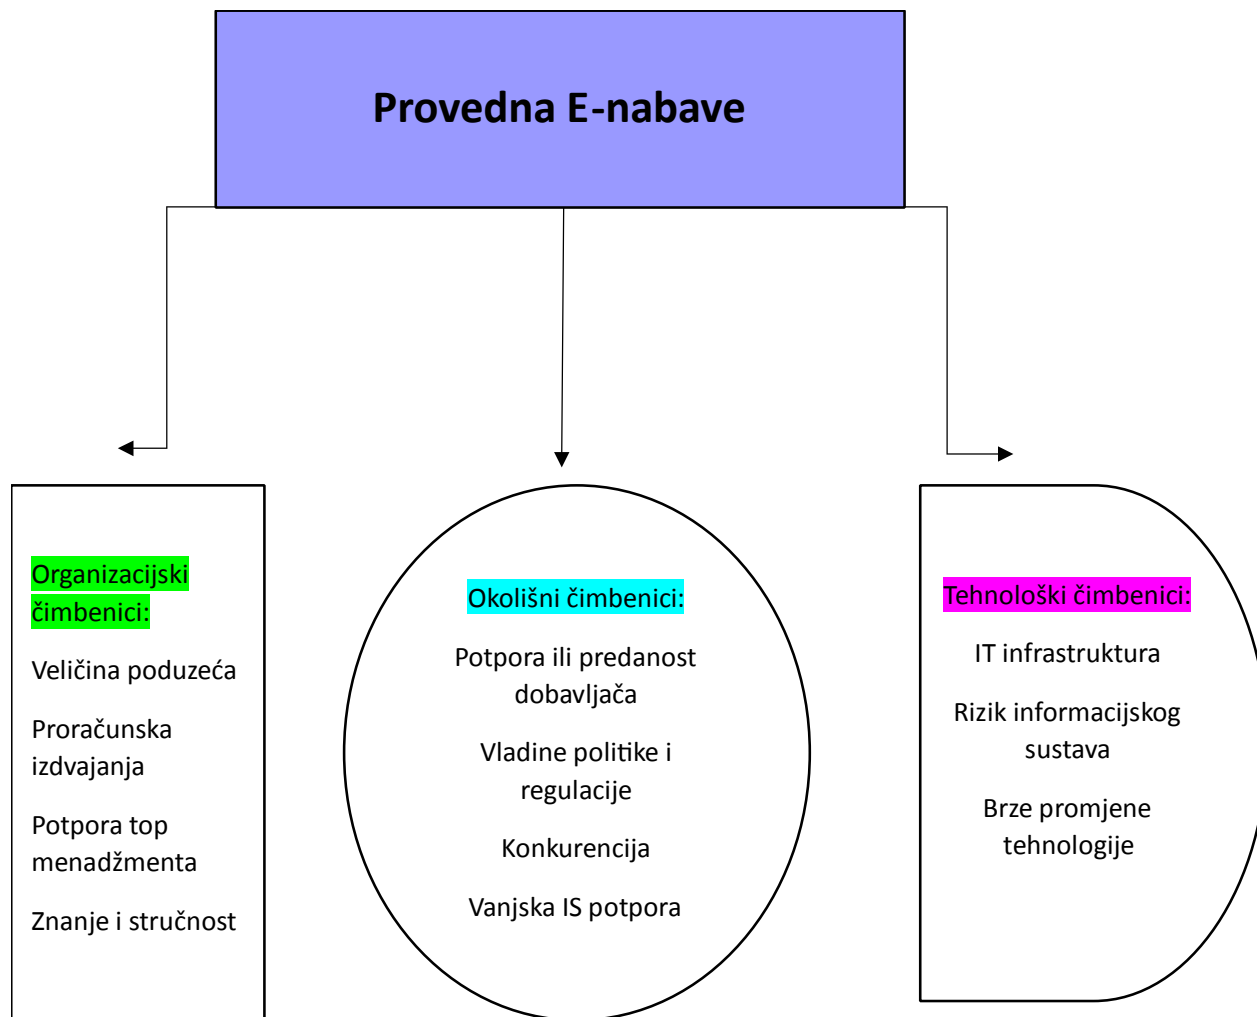 Provedna E-nabave
Organizacijski
čimbenici:
Veličina poduzeća
Proračunska
izdvajanja
Potpora top
menadžmenta
Znanje i stručnost
Okolišni čimbenici:
Potpora ili predanost
dobavljača
Vladine politike i
regulacije
Konkurencija
Vanjska IS potpora
Tehnološki čimbenici:
IT infrastruktura
Rizik informacijskog
sustava
Brze promjene
tehnologije